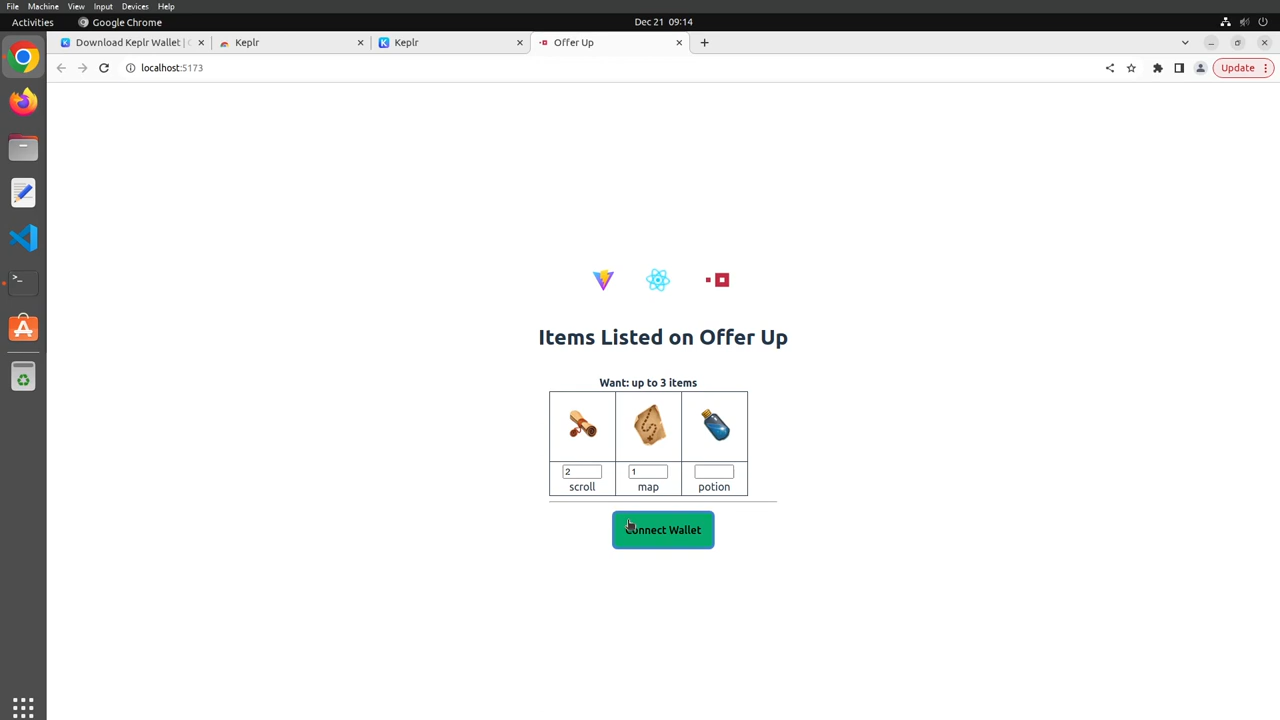 File Machine View Input Devices Help
Activities Google Chrome Dec 21 09:14
Download Keplr Wallet | Keplr Keplr Offer Up
localhost:5173 Update
Items Listed on Offer Up
Want: up to 3 items
2 1
scroll map potion
Connect Wallet